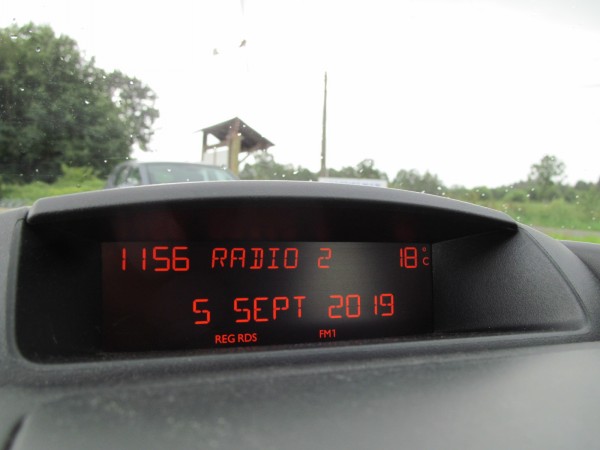 1156 RADIO 2 18°C
5 SEPT 2019
REG RDS FM1